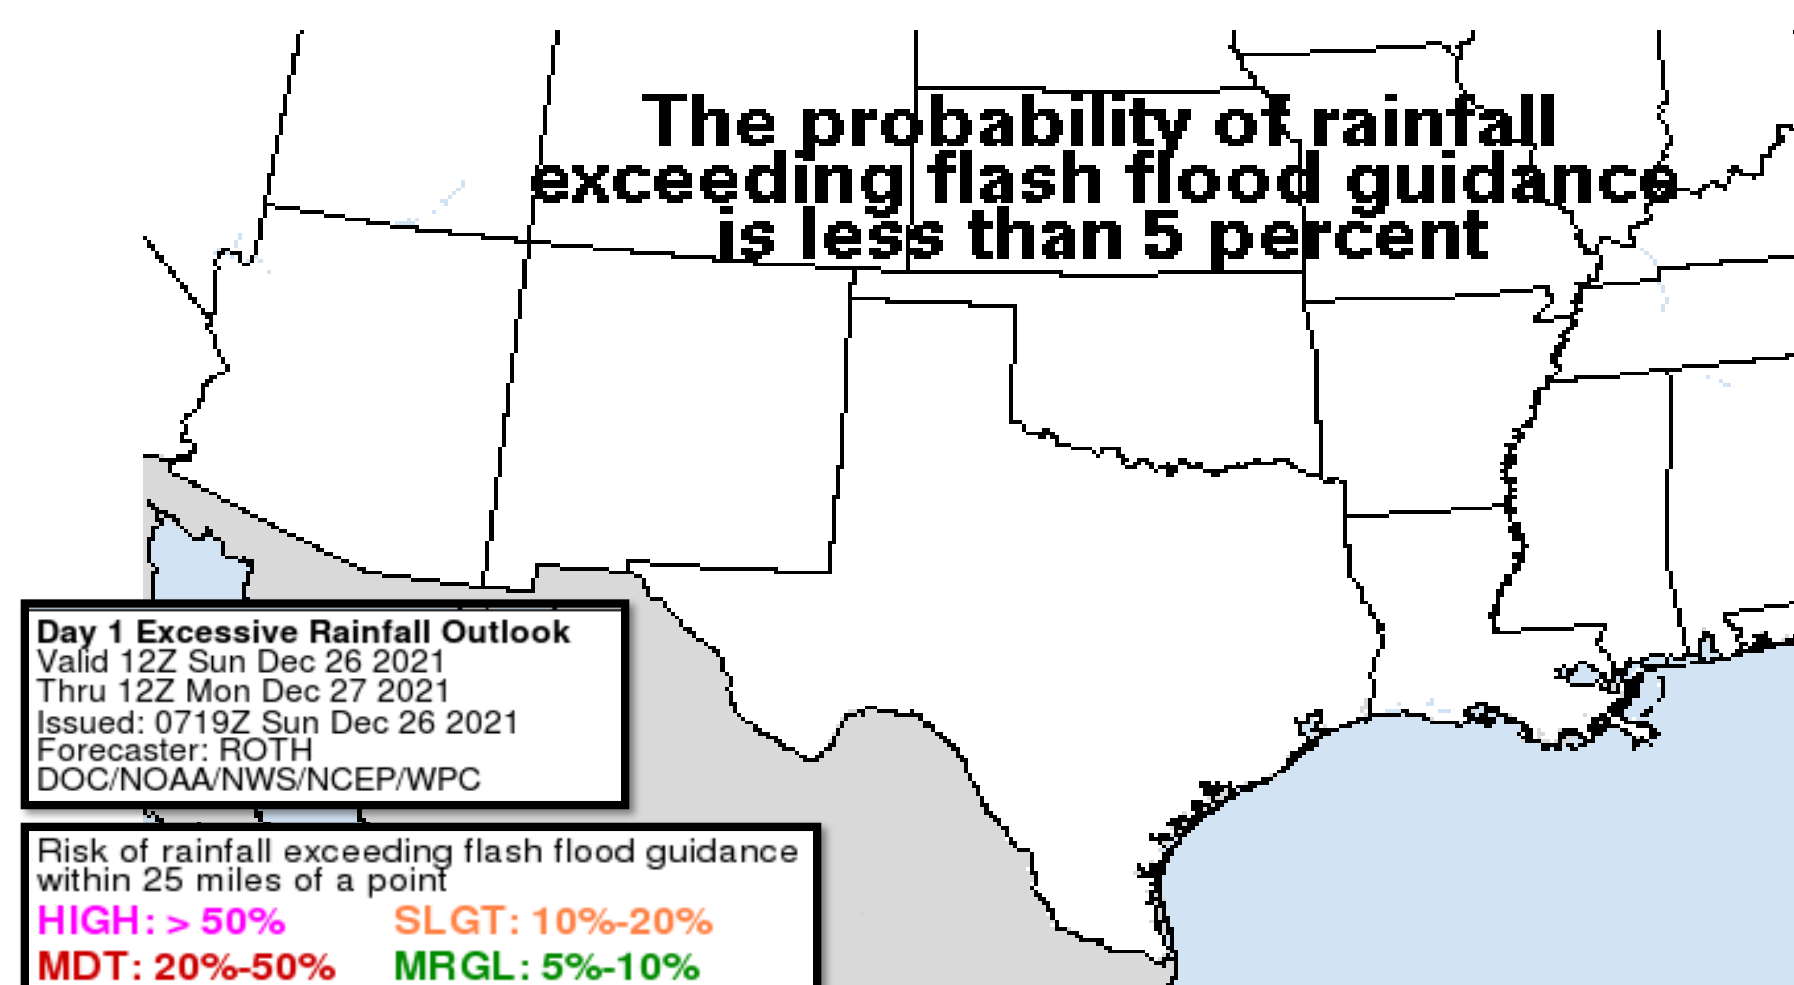 The probability of rainfall
exceeding flash flood guidance
is less than 5 percent
Day 1 Excessive Rainfall Outlook
Valid 12Z Sun Dec 26 2021
Thru 12Z Mon Dec 27 2021
Issued: 0719Z Sun Dec 26 2021
Forecaster: ROTH
DOC/NOAA/NWS/NCEP/WPC
Risk of rainfall exceeding flash flood guidance
within 25 miles of a point
HIGH: > 50% SLGT: 10%-20%
MDT: 20%-50% MRGL: 5%-10%